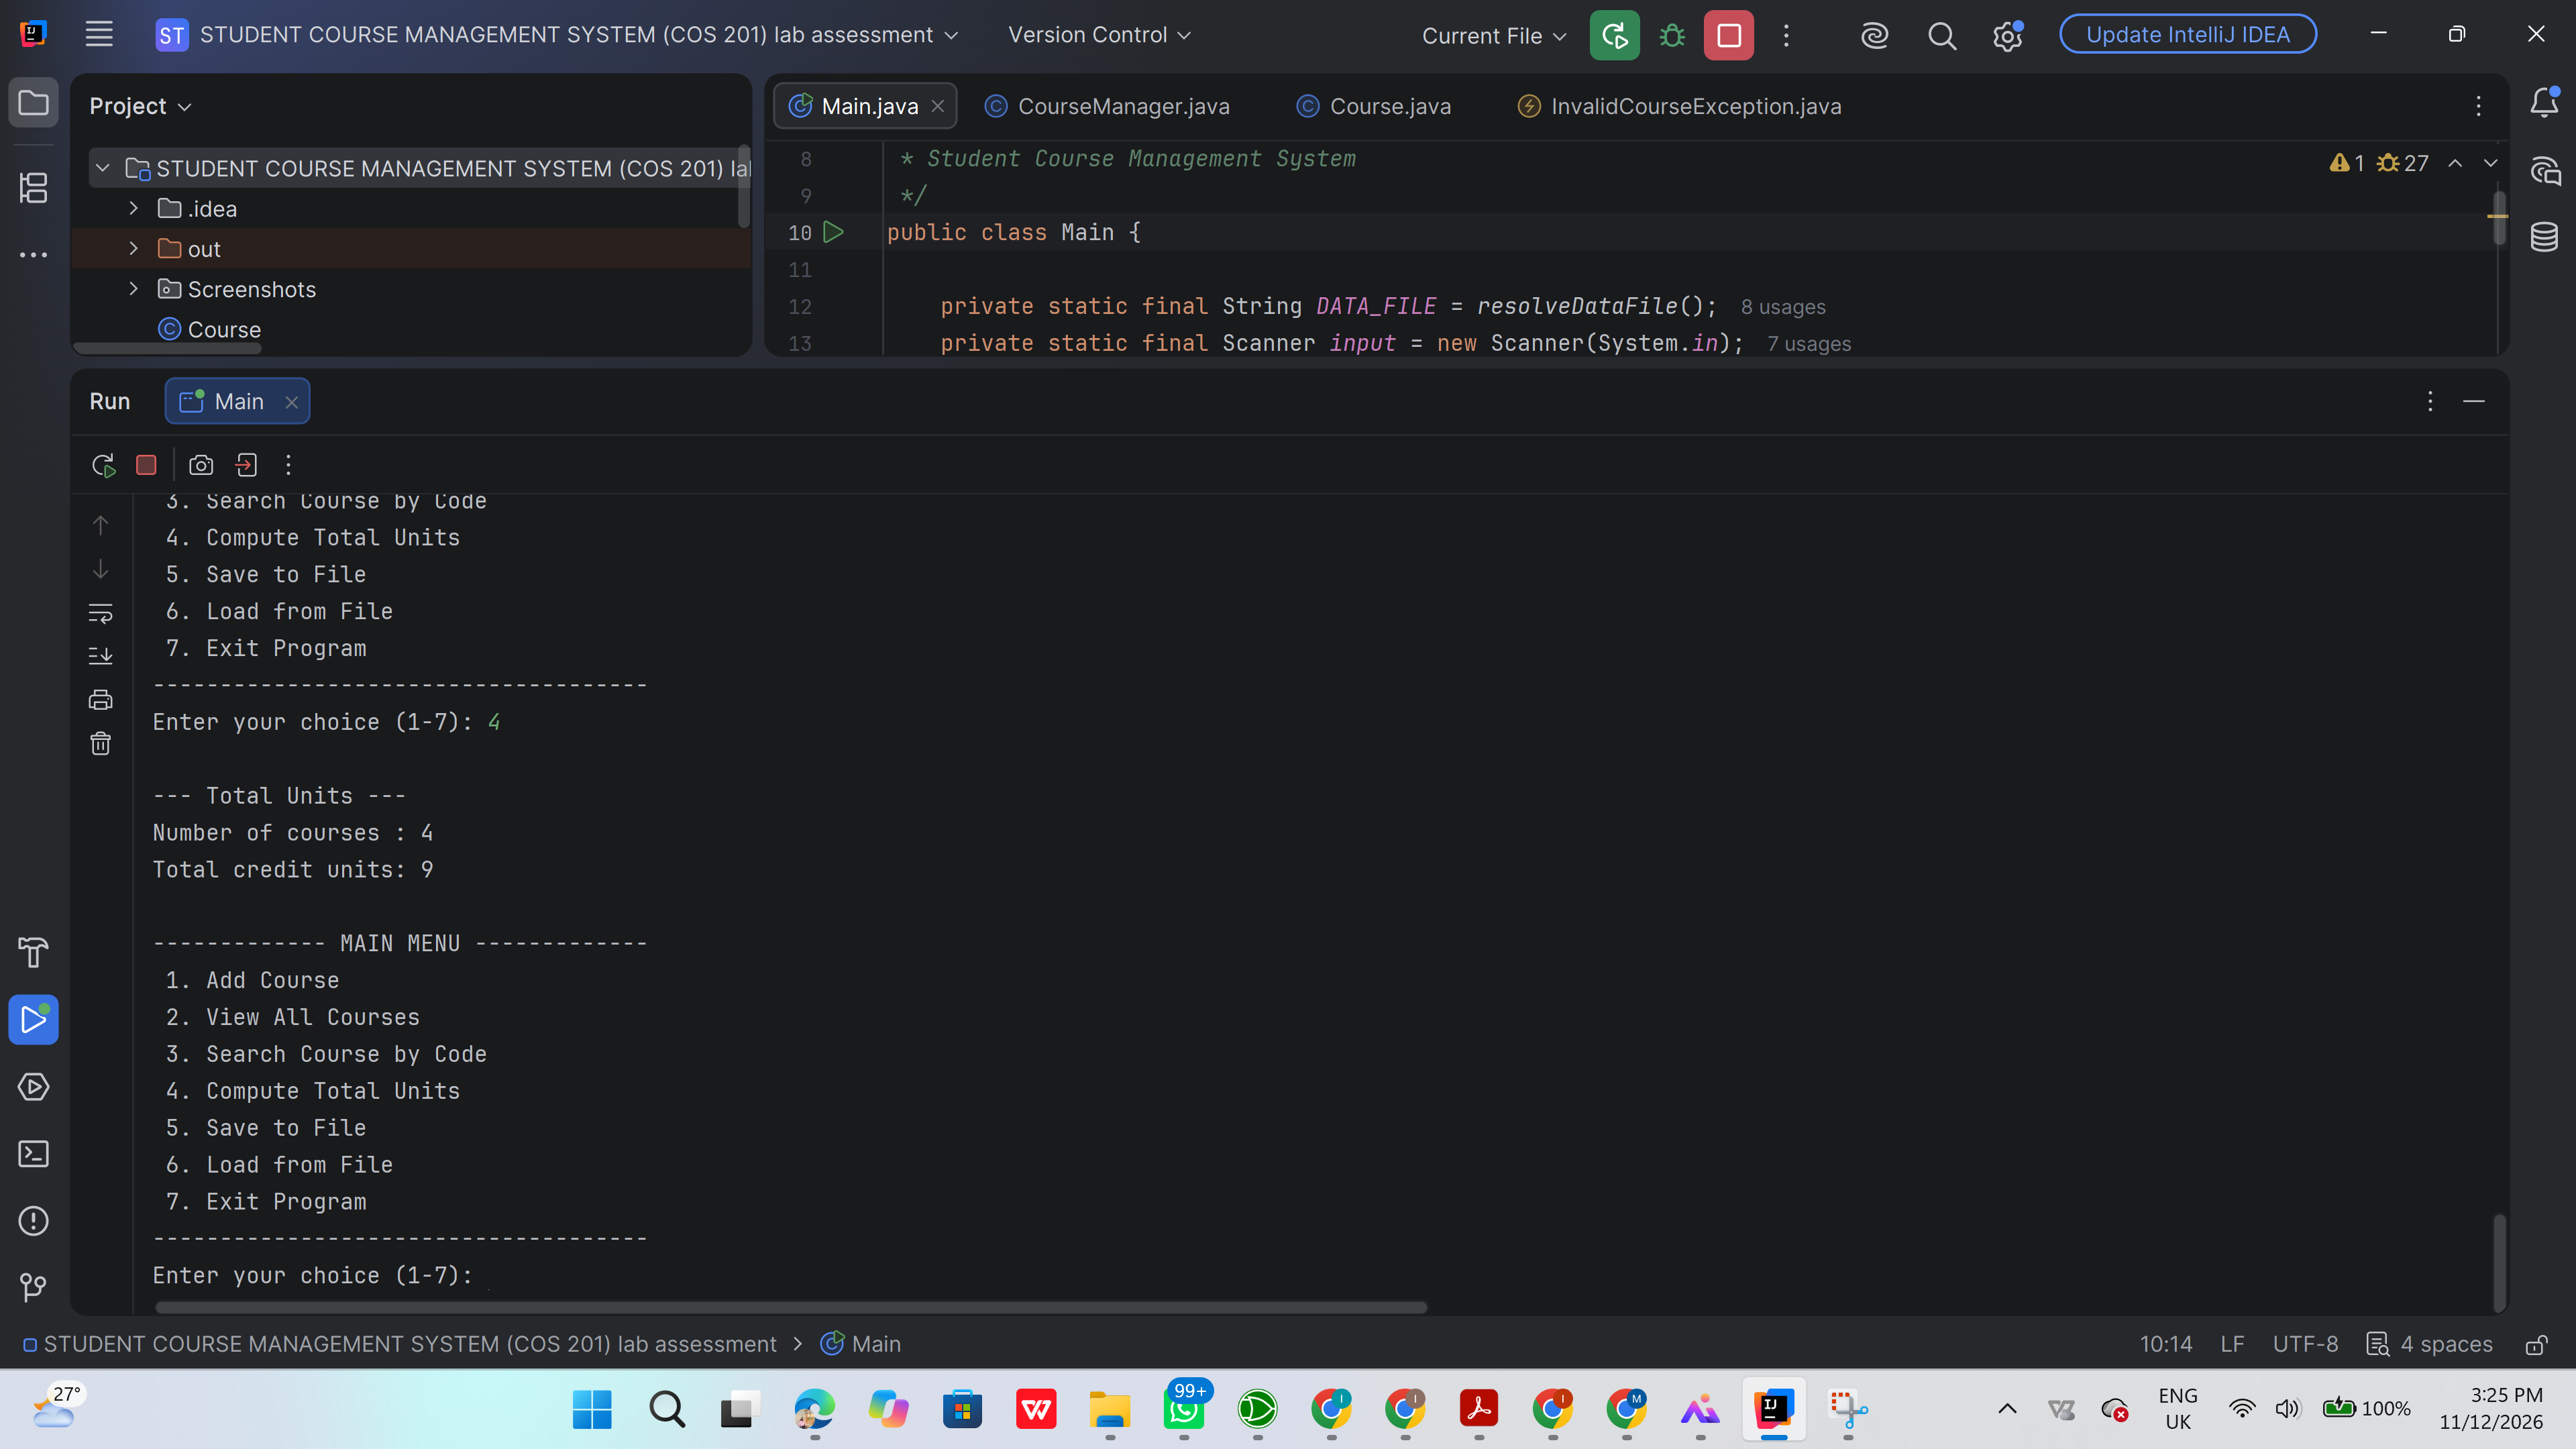 ST STUDENT COURSE MANAGEMENT SYSTEM (COS 201) lab assessment Version Control Current File Update IntelliJ IDEA
Project
STUDENT COURSE MANAGEMENT SYSTEM (COS 201) la
.idea
out
Screenshots
Course
Main.java CourseManager.java Course.java InvalidCourseException.java
1 27
8 * Student Course Management System
9 */
10 public class Main {
11
12 private static final String DATA_FILE = resolveDataFile(); 8 usages
13 private static final Scanner input = new Scanner(System.in); 7 usages
Run Main
3. Search Course by Code
4. Compute Total Units
5. Save to File
6. Load from File
7. Exit Program
-------------------------------------
Enter your choice (1-7): 4
--- Total Units ---
Number of courses : 4
Total credit units: 9
------------- MAIN MENU -------------
1. Add Course
2. View All Courses
3. Search Course by Code
4. Compute Total Units
5. Save to File
6. Load from File
7. Exit Program
-------------------------------------
Enter your choice (1-7):
STUDENT COURSE MANAGEMENT SYSTEM (COS 201) lab assessment > Main 10:14 LF UTF-8 4 spaces
27° 99+ ENG UK 100% 3:25 PM 11/12/2026